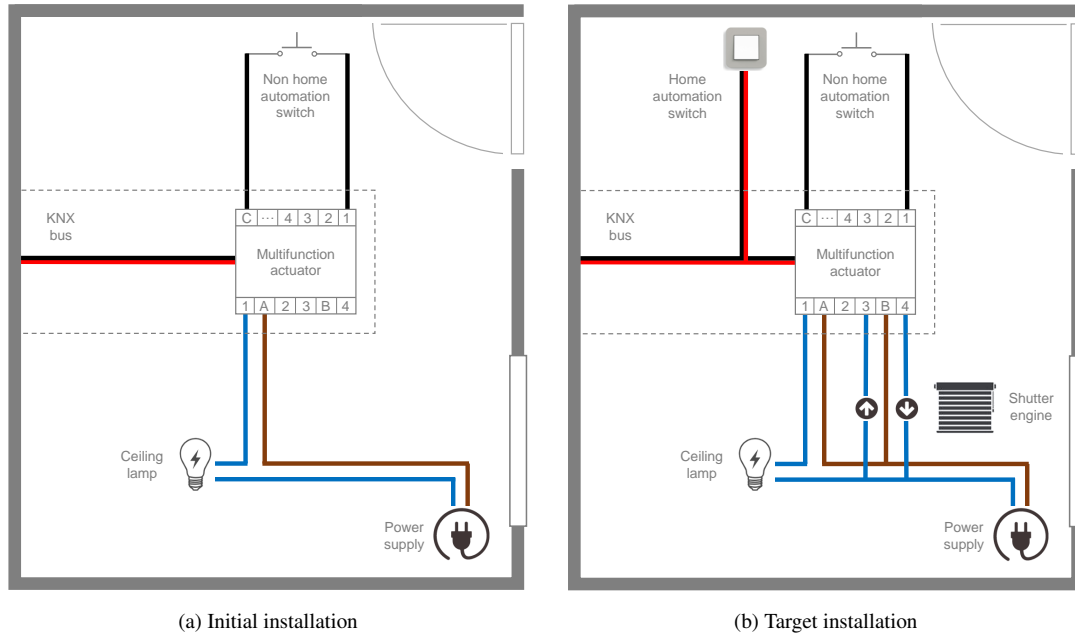 Non home
automation
switch
KNX
bus
C ... 4 3 2 1
Multifunction
actuator
1 A 2 3 B 4
Ceiling
lamp
Power
supply
(a) Initial installation
Home
automation
switch
Non home
automation
switch
KNX
bus
C ... 4 3 2 1
Multifunction
actuator
1 A 2 3 B 4
Shutter
engine
Ceiling
lamp
Power
supply
(b) Target installation